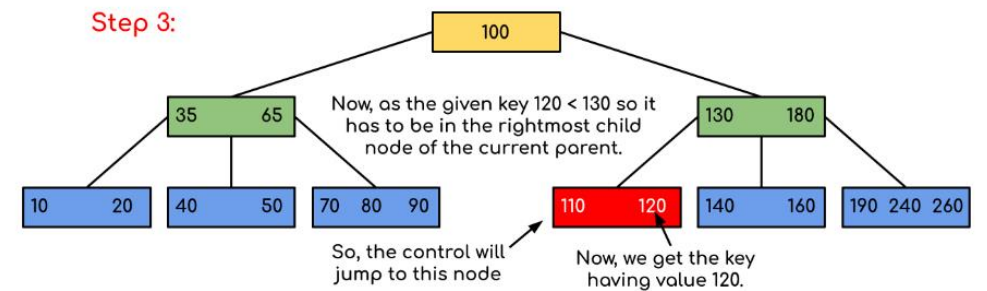 Step 3:
100
Now, as the given key 120 < 130 so it
has to be in the rightmost child
node of the current parent.
35 65
130 180
10 20
40 50
70 80 90
110 120
140 160
190 240 260
So, the control will
jump to this node
Now, we get the key
having value 120.